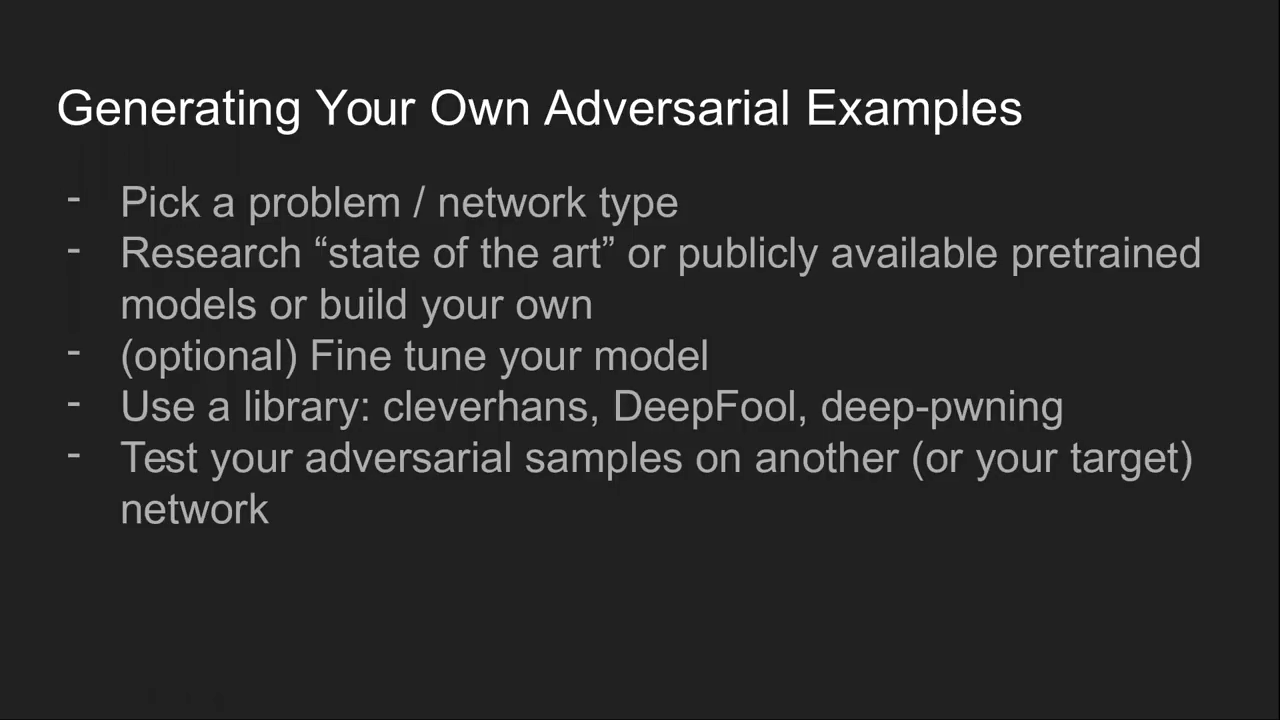 Generating Your Own Adversarial Examples
- Pick a problem / network type
- Research “state of the art” or publicly available pretrained
models or build your own
- (optional) Fine tune your model
- Use a library: cleverhans, DeepFool, deep-pwning
- Test your adversarial samples on another (or your target)
network